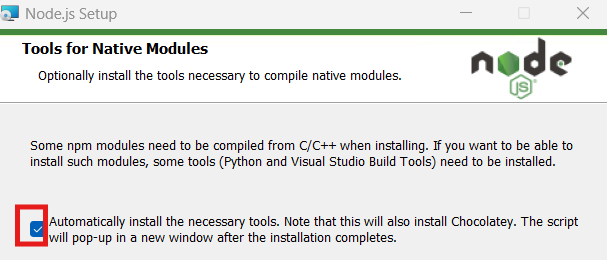 Node.js Setup
Tools for Native Modules
Optionally install the tools necessary to compile native modules.
node
JS
Some npm modules need to be compiled from C/C++ when installing. If you want to be able to
install such modules, some tools (Python and Visual Studio Build Tools) need to be installed.
Automatically install the necessary tools. Note that this will also install Chocolatey. The script
will pop-up in a new window after the installation completes.